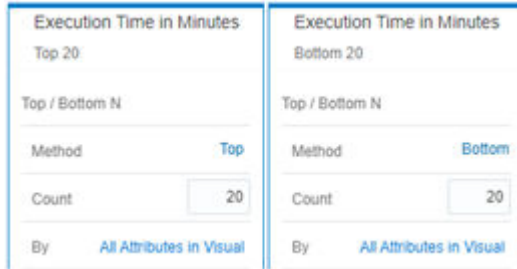 Execution Time in Minutes
Top 20
Top / Bottom N
Method Top
Count 20
By All Attributes in Visual
Execution Time in Minutes
Bottom 20
Top / Bottom N
Method Bottom
Count 20
By All Attributes in Visual